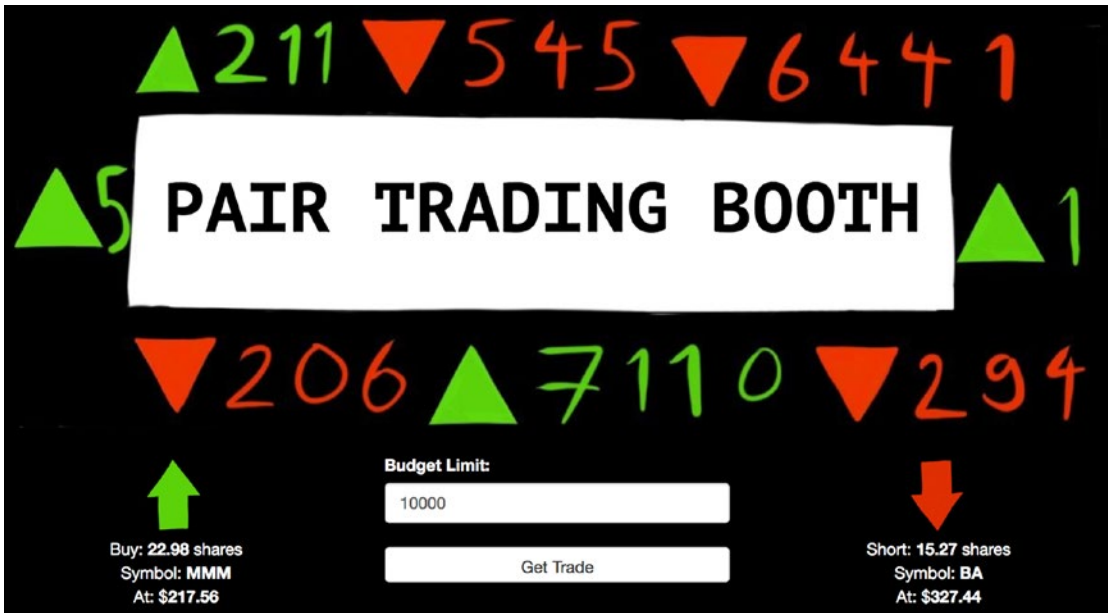 ▲211 ▼545 ▼6441
▲5
PAIR TRADING BOOTH
▲1
▼206 ▲7110 ▼294
Budget Limit:
10000
Get Trade
Buy: 22.98 shares
Symbol: MMM
At: $217.56
Short: 15.27 shares
Symbol: BA
At: $327.44